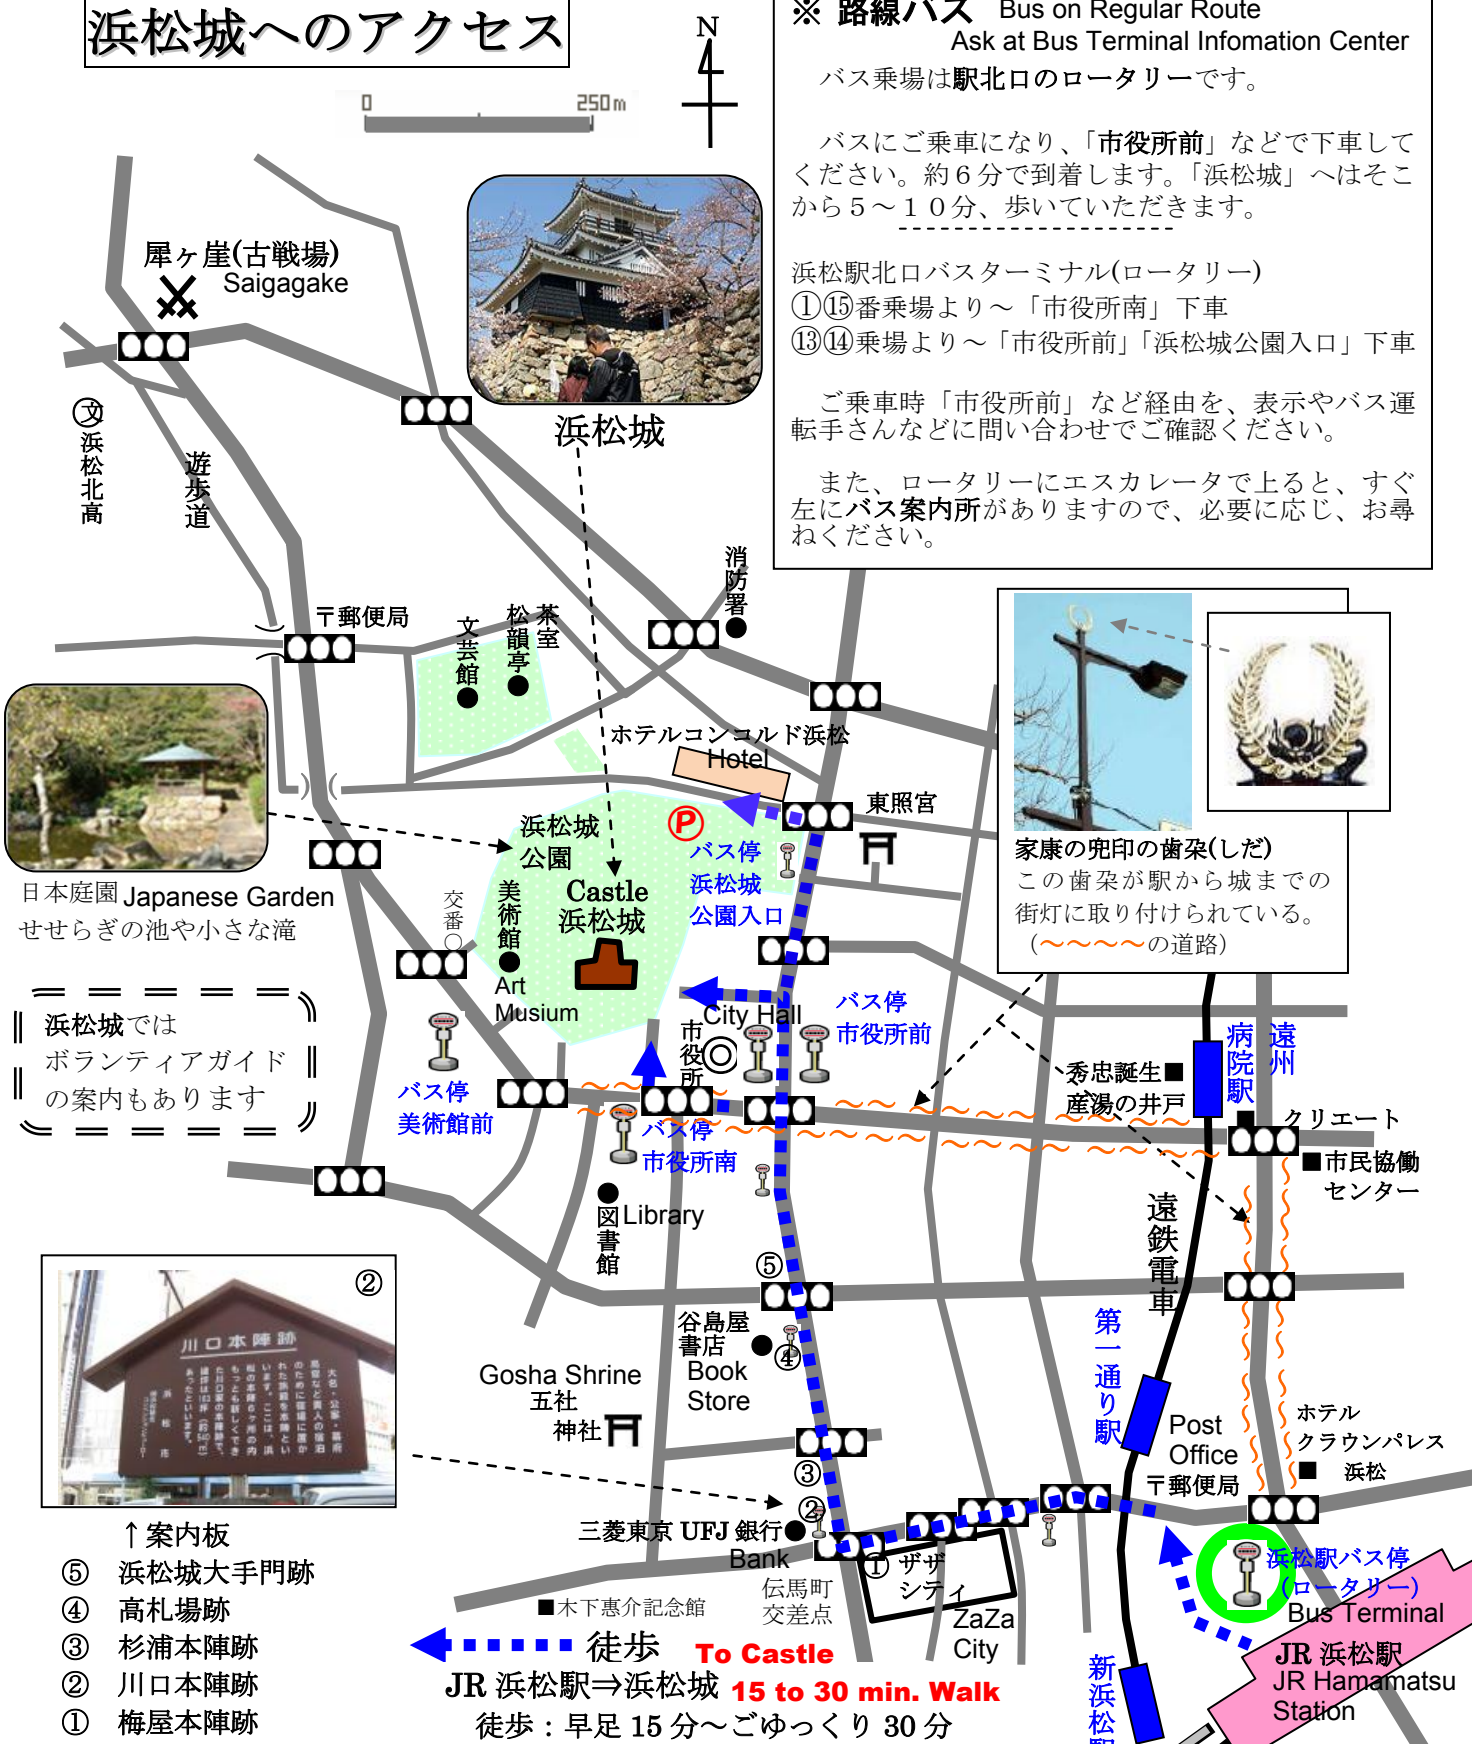 浜松城へのアクセス
N
0 250m
※ 路線バス Bus on Regular Route
Ask at Bus Terminal Infomation Center
バス乗場は駅北口のロータリーです。
バスにご乗車になり、「市役所前」などで下車して
ください。約６分で到着します。「浜松城」へはそこ
から５～１０分、歩いていただきます。
浜松駅北口バスターミナル(ロータリー)
①⑮番乗場より～「市役所南」下車
⑬⑭乗場より～「市役所前」「浜松城公園入口」下車
ご乗車時「市役所前」など経由を、表示やバス運
転手さんなどに問い合わせでご確認ください。
また、ロータリーにエスカレータで上ると、すぐ
左にバス案内所がありますので、必要に応じ、お尋
ねください。
犀ヶ崖(古戦場)
Saigagake
浜松城
文
浜松北高
遊歩道
〒郵便局
文芸館
松韻亭
茶室
消防署
ホテルコンコルド浜松
Hotel
東照宮
家康の兜印の歯朶(しだ)
この歯朶が駅から城までの
街灯に取り付けられている。
（～～～～の道路）
日本庭園 Japanese Garden
せせらぎの池や小さな滝
浜松城
公園
P
バス停
浜松城
公園入口
Castle
浜松城
美術館
Art
Musium
交番○
浜松城では
ボランティアガイド
の案内もあります
バス停
美術館前
City Hall
市役所
バス停
市役所前
バス停
市役所南
秀忠誕生■
産湯の井戸
遠州
病院駅
■
クリエート
■市民協働
センター
図書館
Library
遠鉄電車
⑤
谷島屋
書店
Book
Store
④
Gosha Shrine
五社
神社
第一通り駅
Post
Office
〒郵便局
ホテル
クラウンパレス
■ 浜松
③
②
三菱東京 UFJ 銀行
Bank
①
ザザ
シティ
ZaZa
City
伝馬町
交差点
■木下惠介記念館
浜松駅バス停
（ロータリー）
Bus Terminal
JR 浜松駅
JR Hamamatsu
Station
新浜松駅
②
川口本陣跡
↑案内板
⑤ 浜松城大手門跡
④ 高札場跡
③ 杉浦本陣跡
② 川口本陣跡
① 梅屋本陣跡
徒歩
To Castle
JR 浜松駅⇒浜松城 15 to 30 min. Walk
徒歩：早足 15 分～ごゆっくり 30 分